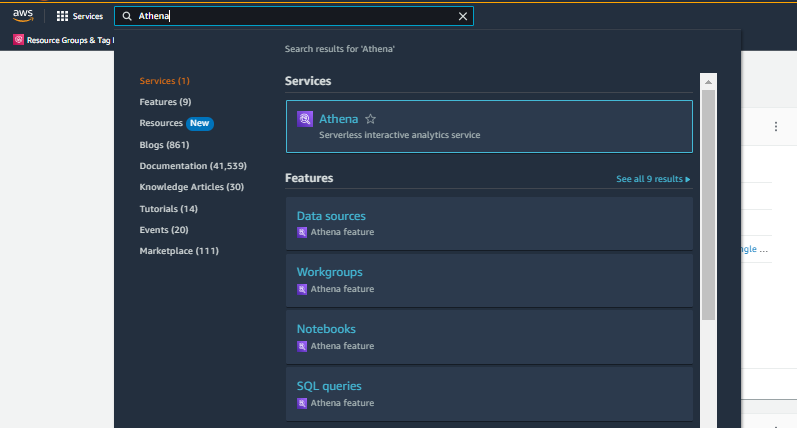 aws
Services
Athena
Resource Groups & Tag
Search results for 'Athena'
Services (1)
Features (9)
Resources New
Blogs (861)
Documentation (41,539)
Knowledge Articles (30)
Tutorials (14)
Events (20)
Marketplace (111)
Services
Athena
Serverless interactive analytics service
Features
See all 9 results
Data sources
Athena feature
Workgroups
Athena feature
Notebooks
Athena feature
SQL queries
Athena feature
ngle ...